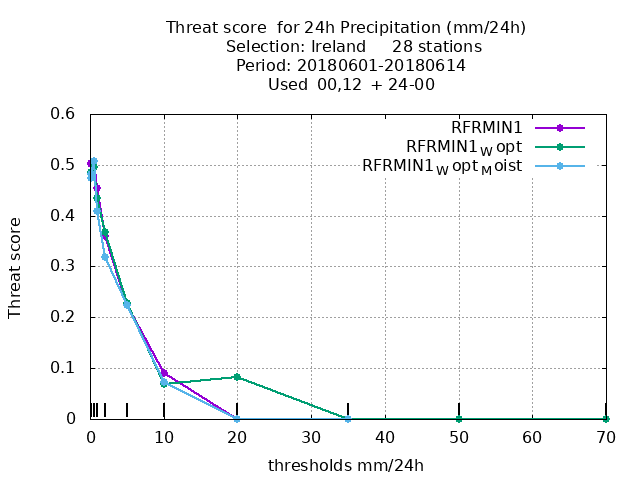 Threat score  for 24h Precipitation (mm/24h)
Selection: Ireland     28 stations
Period: 20180601-20180614
Used  00,12  + 24-00
RFRMIN1
RFRMIN1_W opt
RFRMIN1_W opt_M oist
0.6
0.5
0.4
0.3
0.2
0.1
0
Threat score
0 10 20 30 40 50 60 70
thresholds mm/24h